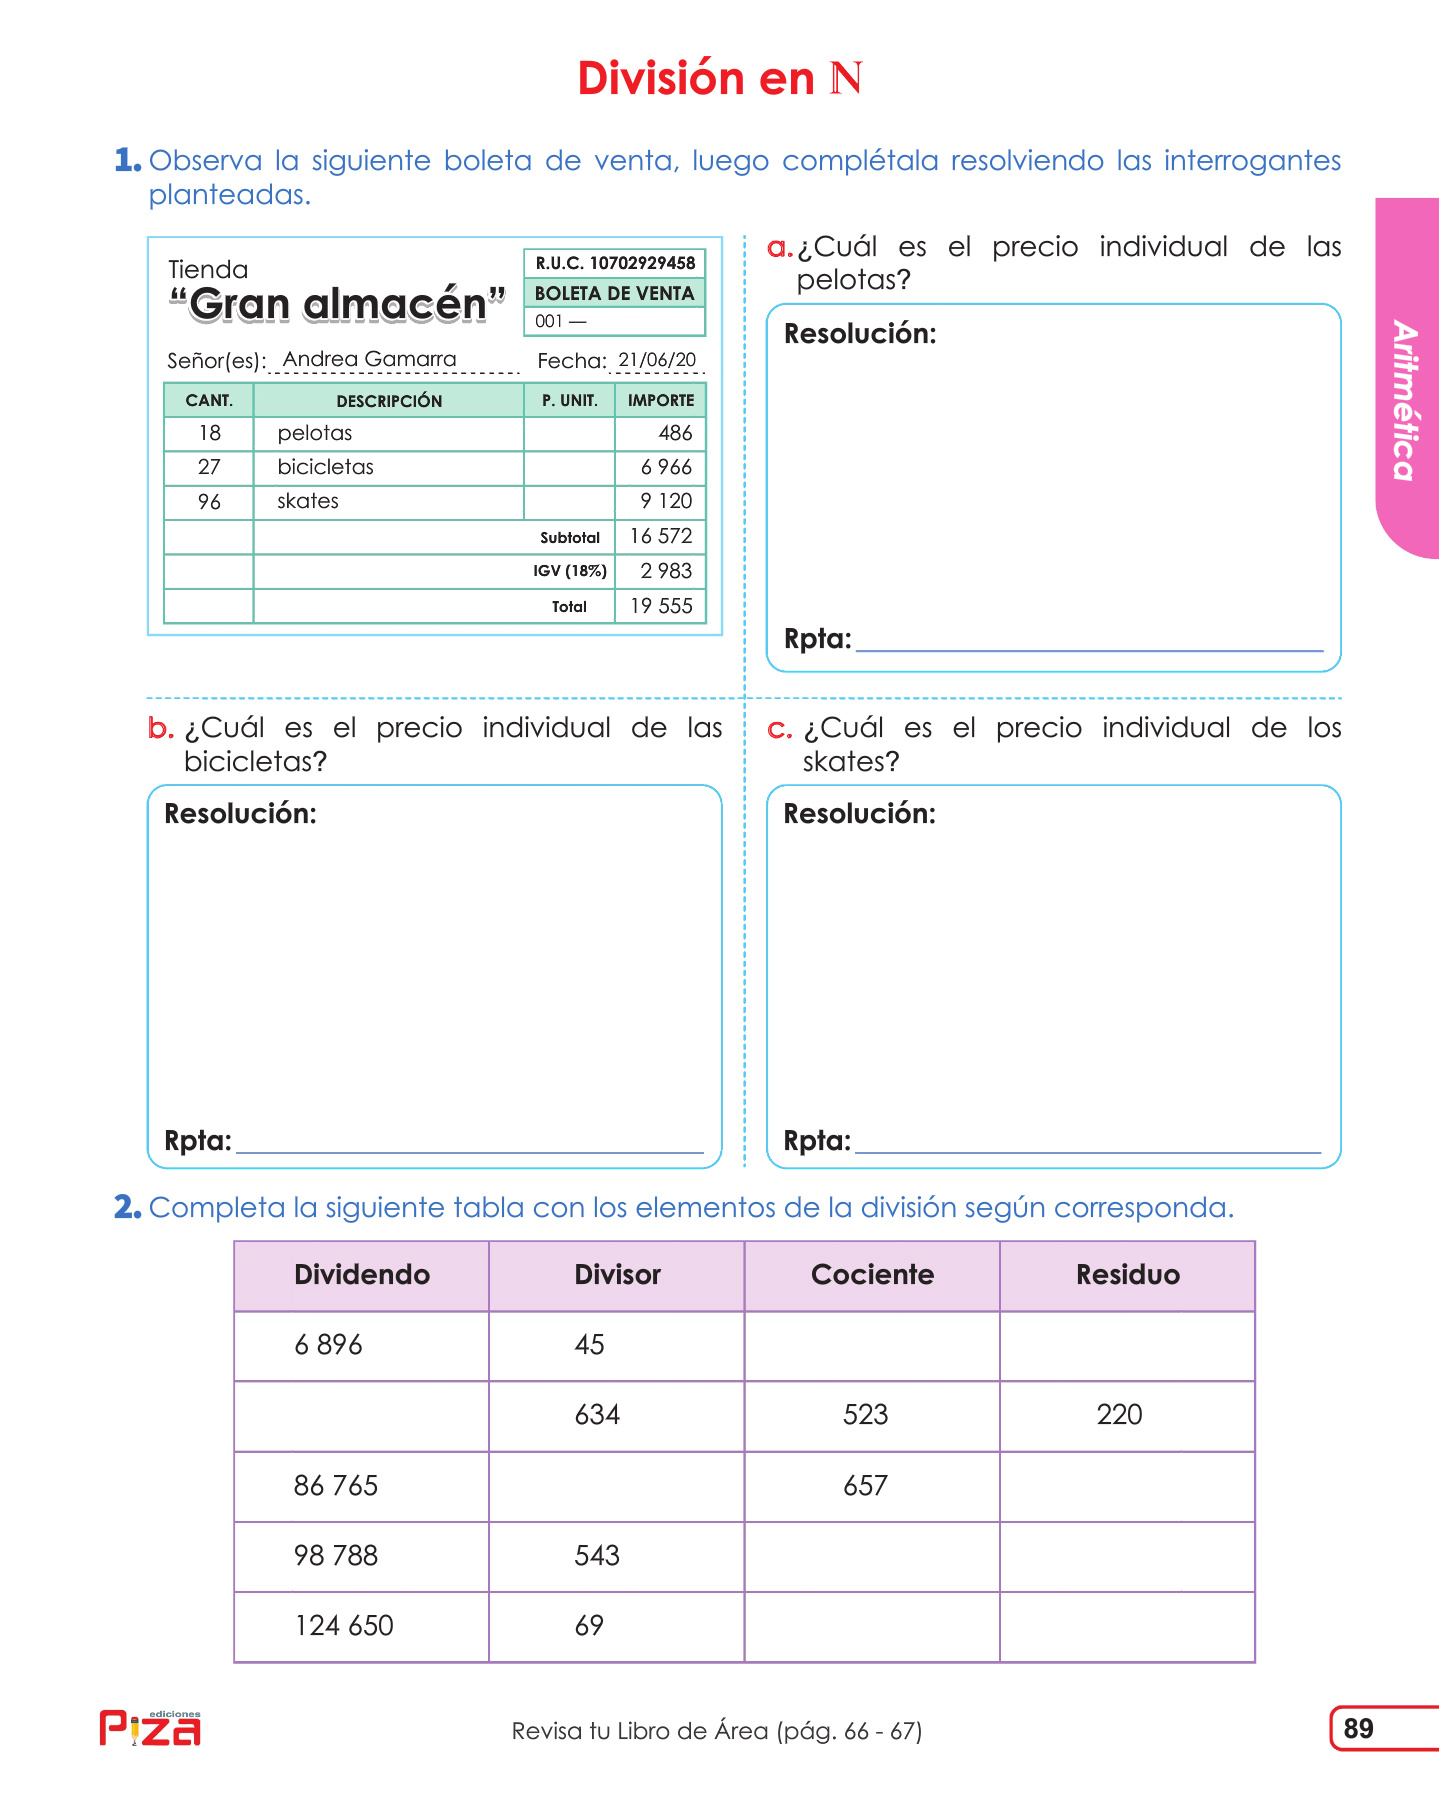 División en ℕ
1. Observa la siguiente boleta de venta, luego complétala resolviendo las interrogantes
planteadas.
Tienda
“Gran almacén”
R.U.C. 10702929458
BOLETA DE VENTA
001 —
Señor(es): Andrea Gamarra Fecha: 21/06/20
CANT. DESCRIPCIÓN P. UNIT. IMPORTE
18 pelotas 486
27 bicicletas 6 966
96 skates 9 120
Subtotal 16 572
IGV (18%) 2 983
Total 19 555
a. ¿Cuál es el precio individual de las
pelotas?
Resolución:
Rpta:
b. ¿Cuál es el precio individual de las
bicicletas?
Resolución:
Rpta:
c. ¿Cuál es el precio individual de los
skates?
Resolución:
Rpta:
2. Completa la siguiente tabla con los elementos de la división según corresponda.
Dividendo Divisor Cociente Residuo
6 896 45
634 523 220
86 765 657
98 788 543
124 650 69
Aritmética
ediciones
Piza
Revisa tu Libro de Área (pág. 66 - 67)
89